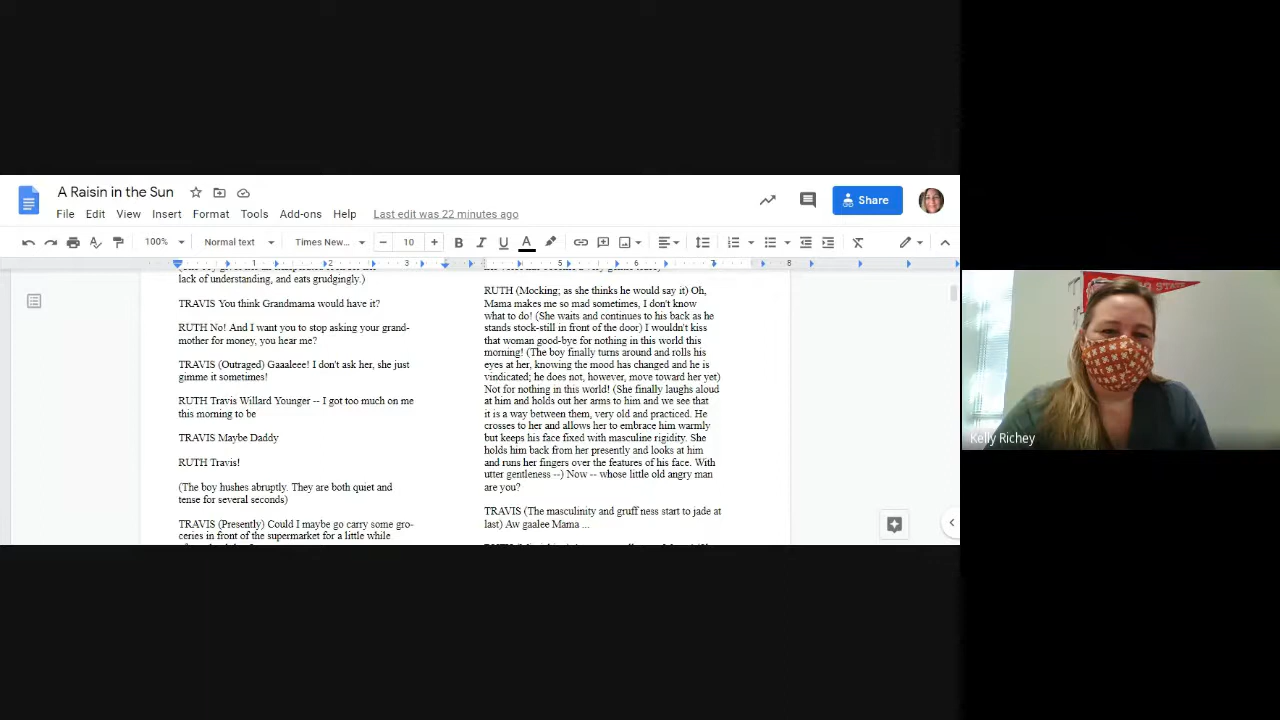 A Raisin in the Sun
File Edit View Insert Format Tools Add-ons Help Last edit was 22 minutes ago
Share
100% Normal text Times New... 10
1 2 3 5 6 8
lack of understanding, and eats grudgingly.)
TRAVIS You think Grandmama would have it?
RUTH No! And I want you to stop asking your grand-
mother for money, you hear me?
TRAVIS (Outraged) Gaaaleee! I don't ask her, she just
gimme it sometimes!
RUTH Travis Willard Younger -- I got too much on me
this morning to be
TRAVIS Maybe Daddy
RUTH Travis!
(The boy hushes abruptly. They are both quiet and
tense for several seconds)
TRAVIS (Presently) Could I maybe go carry some gro-
ceries in front of the supermarket for a little while
RUTH (Mocking; as she thinks he would say it) Oh,
Mama makes me so mad sometimes, I don't know
what to do! (She waits and continues to his back as he
stands stock-still in front of the door) I wouldn't kiss
that woman good-bye for nothing in this world this
morning! (The boy finally turns around and rolls his
eyes at her, knowing the mood has changed and he is
vindicated; he does not, however, move toward her yet)
Not for nothing in this world! (She finally laughs aloud
at him and holds out her arms to him and we see that
it is a way between them, very old and practiced. He
crosses to her and allows her to embrace him warmly
but keeps his face fixed with masculine rigidity. She
holds him back from her presently and looks at him
and runs her fingers over the features of his face. With
utter gentleness --) Now -- whose little old angry man
are you?
TRAVIS (The masculinity and gruff ness start to jade at
last) Aw gaalee Mama ...
STATE
Kelly Richey